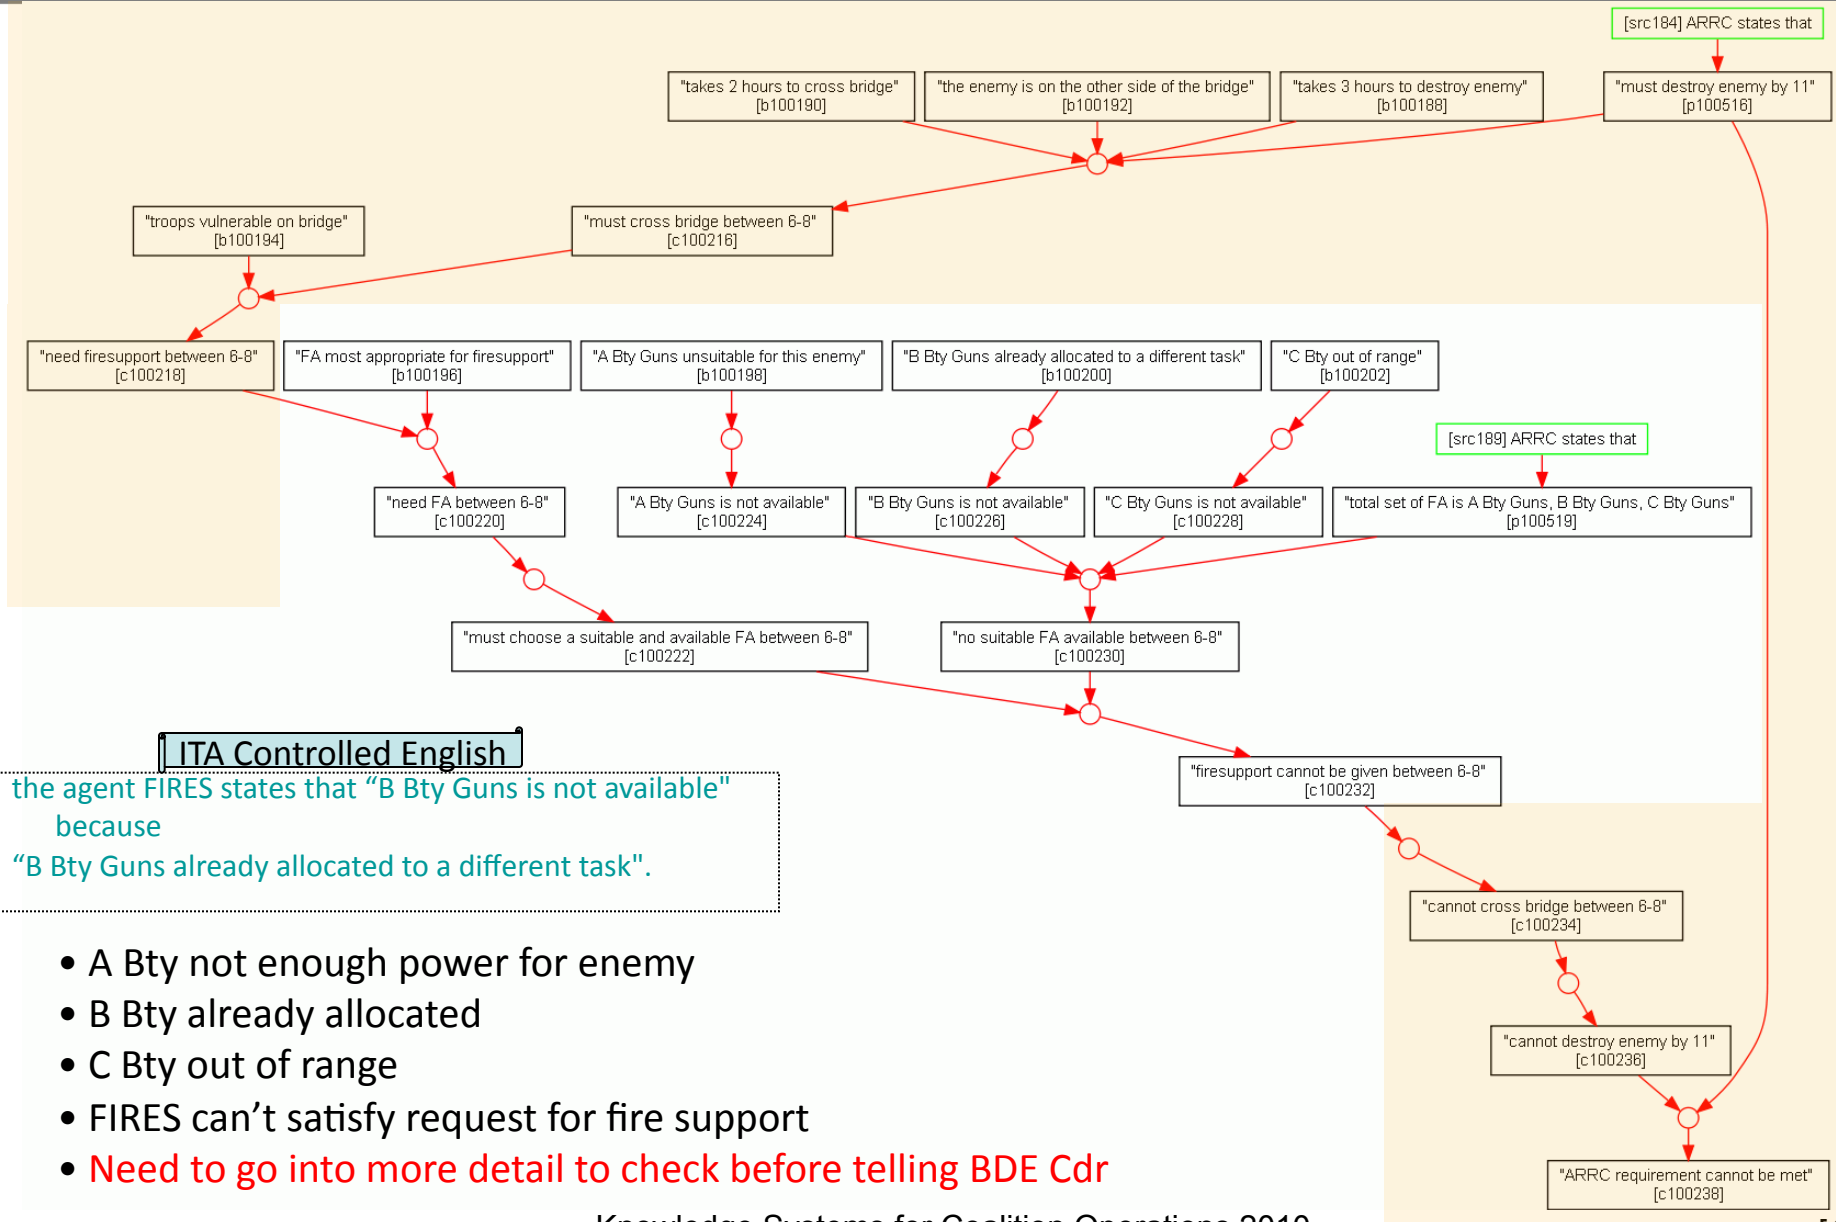 [src184] ARRC states that
"takes 2 hours to cross bridge"
[b100190]
"the enemy is on the other side of the bridge"
[b100192]
"takes 3 hours to destroy enemy"
[b100188]
"must destroy enemy by 11"
[p100516]
"troops vulnerable on bridge"
[b100194]
"must cross bridge between 6-8"
[c100216]
"need firesupport between 6-8"
[c100218]
"FA most appropriate for firesupport"
[b100196]
"A Bty Guns unsuitable for this enemy"
[b100198]
"B Bty Guns already allocated to a different task"
[b100200]
"C Bty out of range"
[b100202]
[src189] ARRC states that
"need FA between 6-8"
[c100220]
"A Bty Guns is not available"
[c100224]
"B Bty Guns is not available"
[c100226]
"C Bty Guns is not available"
[c100228]
"total set of FA is A Bty Guns, B Bty Guns, C Bty Guns"
[p100519]
"must choose a suitable and available FA between 6-8"
[c100222]
"no suitable FA available between 6-8"
[c100230]
"firesupport cannot be given between 6-8"
[c100232]
"cannot cross bridge between 6-8"
[c100234]
"cannot destroy enemy by 11"
[c100236]
"ARRC requirement cannot be met"
[c100238]
ITA Controlled English
the agent FIRES states that “B Bty Guns is not available"
because
“B Bty Guns already allocated to a different task".
• A Bty not enough power for enemy
• B Bty already allocated
• C Bty out of range
• FIRES can’t satisfy request for fire support
• Need to go into more detail to check before telling BDE Cdr
Knowledge Systems for Coalition Operations 2010